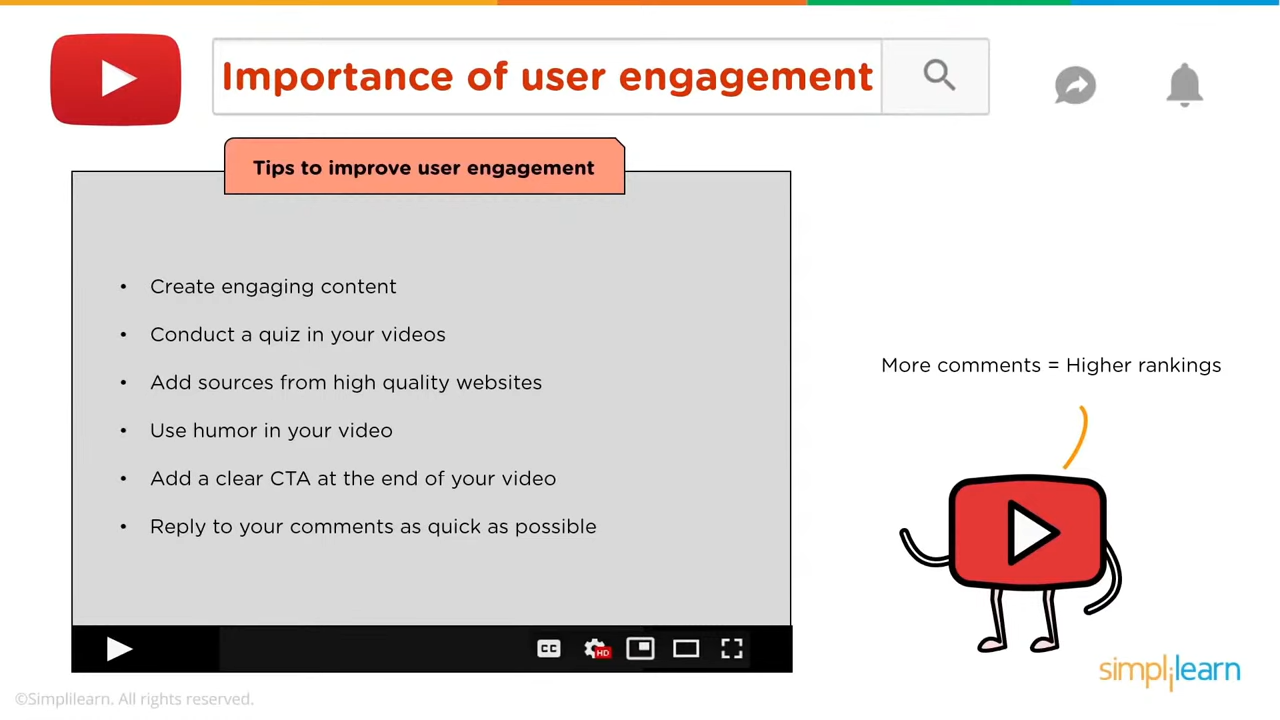 Importance of user engagement
Tips to improve user engagement
• Create engaging content
• Conduct a quiz in your videos
• Add sources from high quality websites
• Use humor in your video
• Add a clear CTA at the end of your video
• Reply to your comments as quick as possible
More comments = Higher rankings
CC
HD
simplilearn
©Simplilearn. All rights reserved.